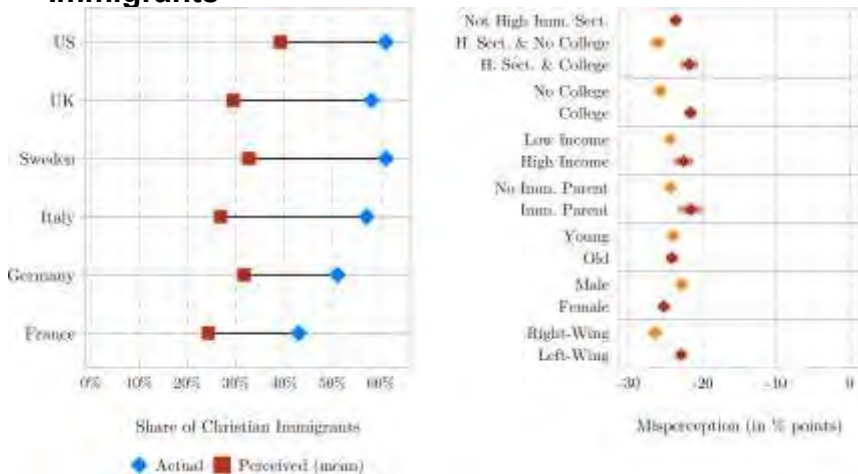 Immigrants
US
UK
Sweden
Italy
Germany
France
0% 10% 20% 30% 40% 50% 60%
Share of Christian Immigrants
Actual Perceived (mean)
Not High Imm. Sect.
H. Sect. & No College
H. Sect. & College
No College
College
Low Income
High Income
No Imm. Parent
Imm. Parent
Young
Old
Male
Female
Right-Wing
Left-Wing
-30 -20 -10 0
Misperception (in % points)